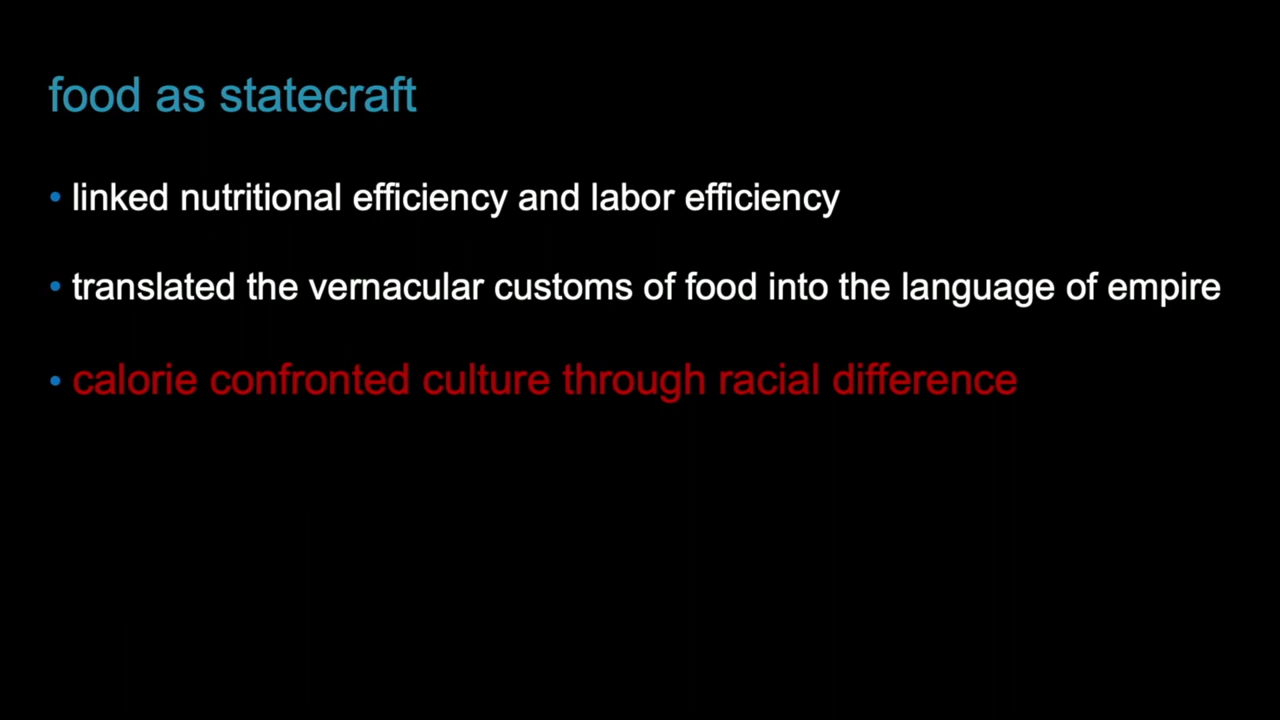 food as statecraft
• linked nutritional efficiency and labor efficiency
• translated the vernacular customs of food into the language of empire
• calorie confronted culture through racial difference